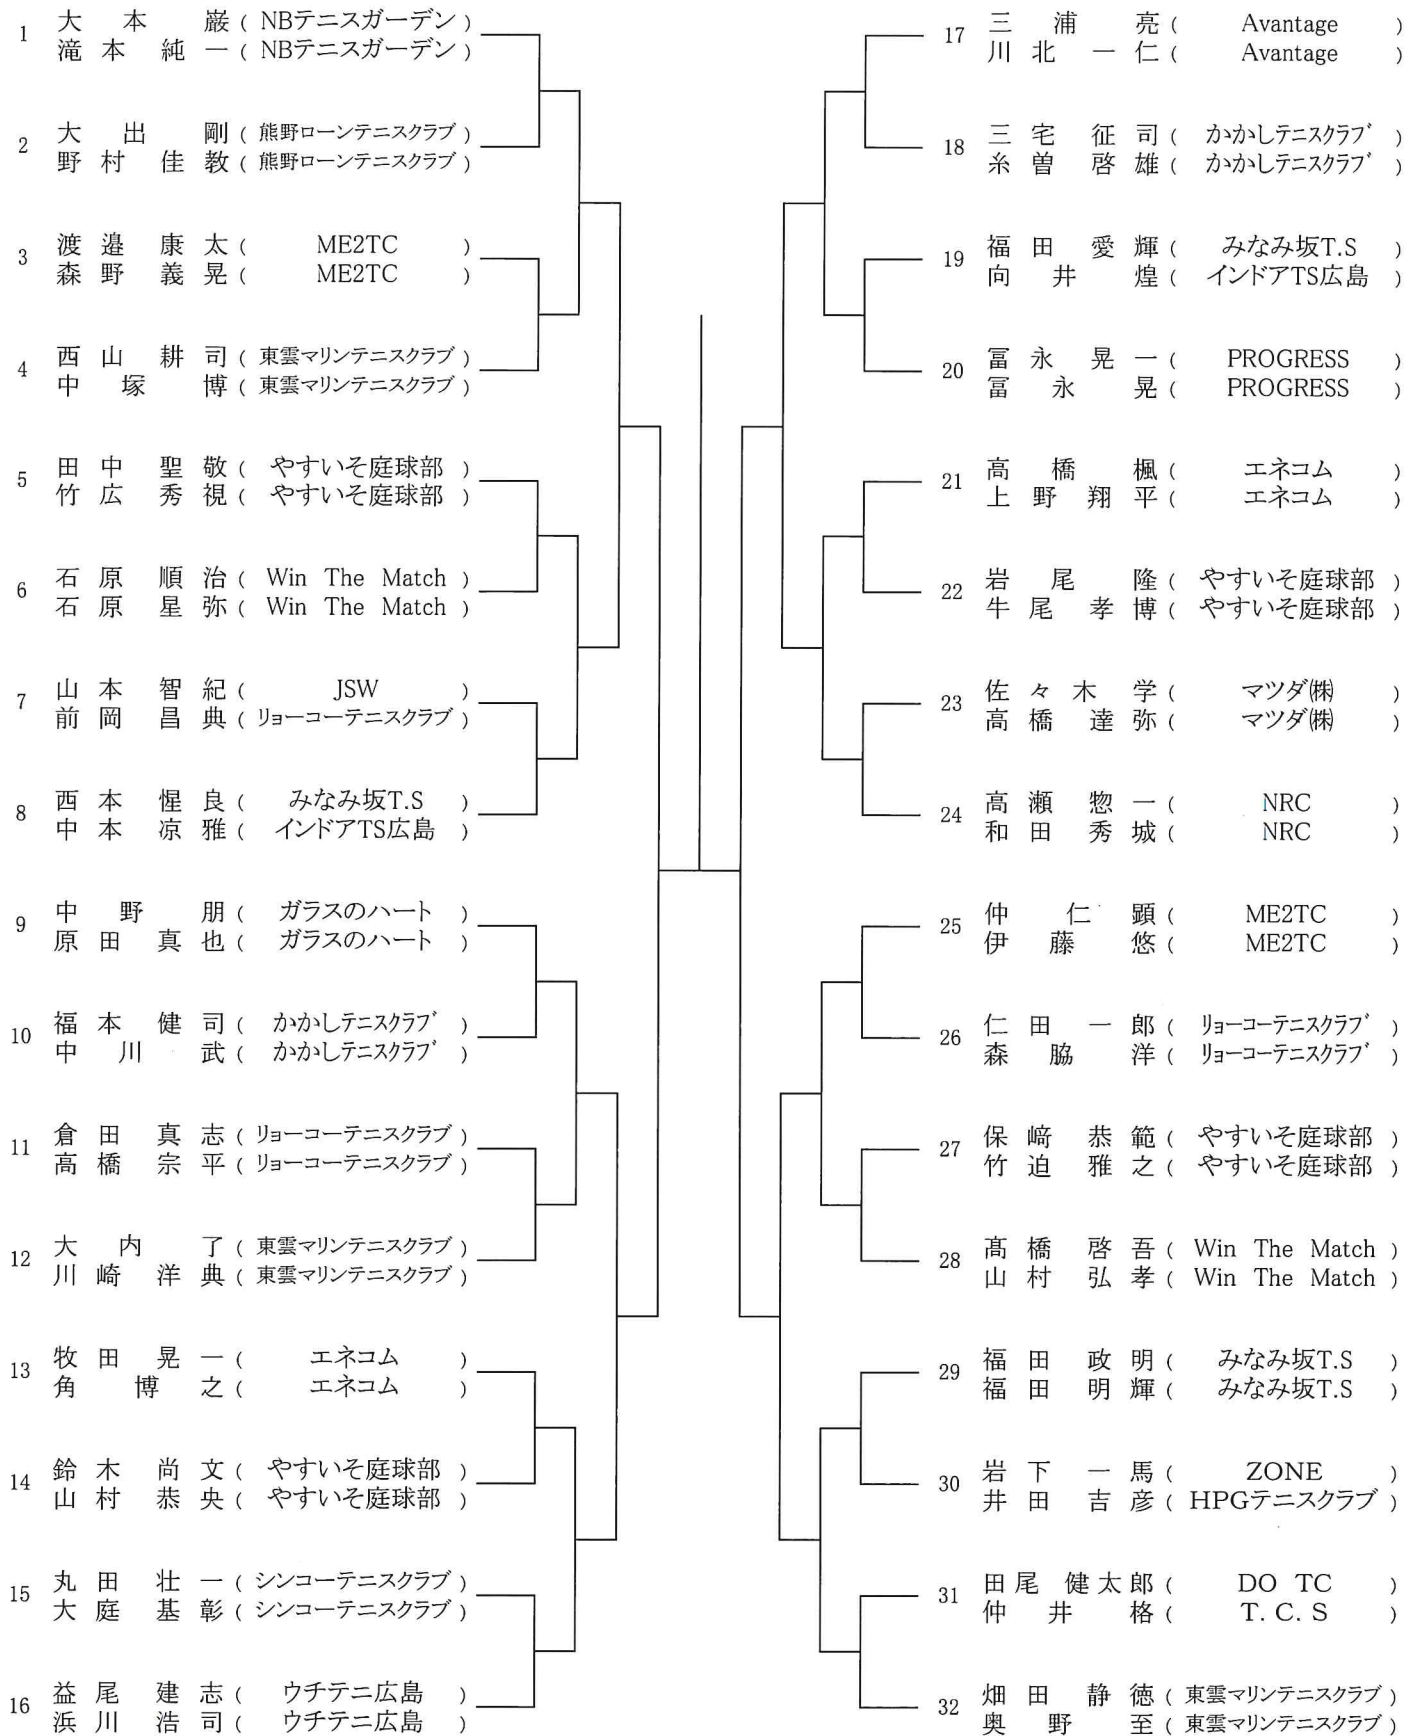 1 大本 巌 ( NBテニスガーデン )
滝本純一 ( NBテニスガーデン )
2 大出 剛 ( 熊野ローンテニスクラブ )
野村佳教 ( 熊野ローンテニスクラブ )
3 渡邉康太 ( ME2TC )
森野義晃 ( ME2TC )
4 西山耕司 ( 東雲マリンテニスクラブ )
中塚 博 ( 東雲マリンテニスクラブ )
5 田中聖敬 ( やすいそ庭球部 )
竹広秀視 ( やすいそ庭球部 )
6 石原順治 ( Win The Match )
石原星弥 ( Win The Match )
7 山本智紀 ( JSW )
前岡昌典 ( リョーコーテニスクラブ )
8 西本惺良 ( みなみ坂T.S )
中本凉雅 ( インドアTS広島 )
9 中野 朋 ( ガラスのハート )
原田真也 ( ガラスのハート )
10 福本健司 ( かかしテニスクラブ )
中川 武 ( かかしテニスクラブ )
11 倉田真志 ( リョーコーテニスクラブ )
高橋宗平 ( リョーコーテニスクラブ )
12 大内 了 ( 東雲マリンテニスクラブ )
川崎洋典 ( 東雲マリンテニスクラブ )
13 牧田晃一 ( エネコム )
角 博之 ( エネコム )
14 鈴木尚文 ( やすいそ庭球部 )
山村恭央 ( やすいそ庭球部 )
15 丸田壮一 ( シンコーテニスクラブ )
大庭基彰 ( シンコーテニスクラブ )
16 益尾建志 ( ウチテニ広島 )
浜川浩司 ( ウチテニ広島 )
17 三浦 亮 ( Avantage )
川北一仁 ( Avantage )
18 三宅征司 ( かかしテニスクラブ )
糸曽啓雄 ( かかしテニスクラブ )
19 福田愛輝 ( みなみ坂T.S )
向井 煌 ( インドアTS広島 )
20 冨永晃一 ( PROGRESS )
冨永 晃 ( PROGRESS )
21 高橋 楓 ( エネコム )
上野翔平 ( エネコム )
22 岩尾 隆 ( やすいそ庭球部 )
牛尾孝博 ( やすいそ庭球部 )
23 佐々木学 ( マツダ㈱ )
高橋達弥 ( マツダ㈱ )
24 高瀬惣一 ( NRC )
和田秀城 ( NRC )
25 仲 仁顕 ( ME2TC )
伊藤 悠 ( ME2TC )
26 仁田一郎 ( リョーコーテニスクラブ )
森脇 洋 ( リョーコーテニスクラブ )
27 保﨑恭範 ( やすいそ庭球部 )
竹迫雅之 ( やすいそ庭球部 )
28 髙橋啓吾 ( Win The Match )
山村弘孝 ( Win The Match )
29 福田政明 ( みなみ坂T.S )
福田明輝 ( みなみ坂T.S )
30 岩下一馬 ( ZONE )
井田吉彦 ( HPGテニスクラブ )
31 田尾健太郎 ( DO TC )
仲井 格 ( T.C.S )
32 畑田静徳 ( 東雲マリンテニスクラブ )
奥野 至 ( 東雲マリンテニスクラブ )